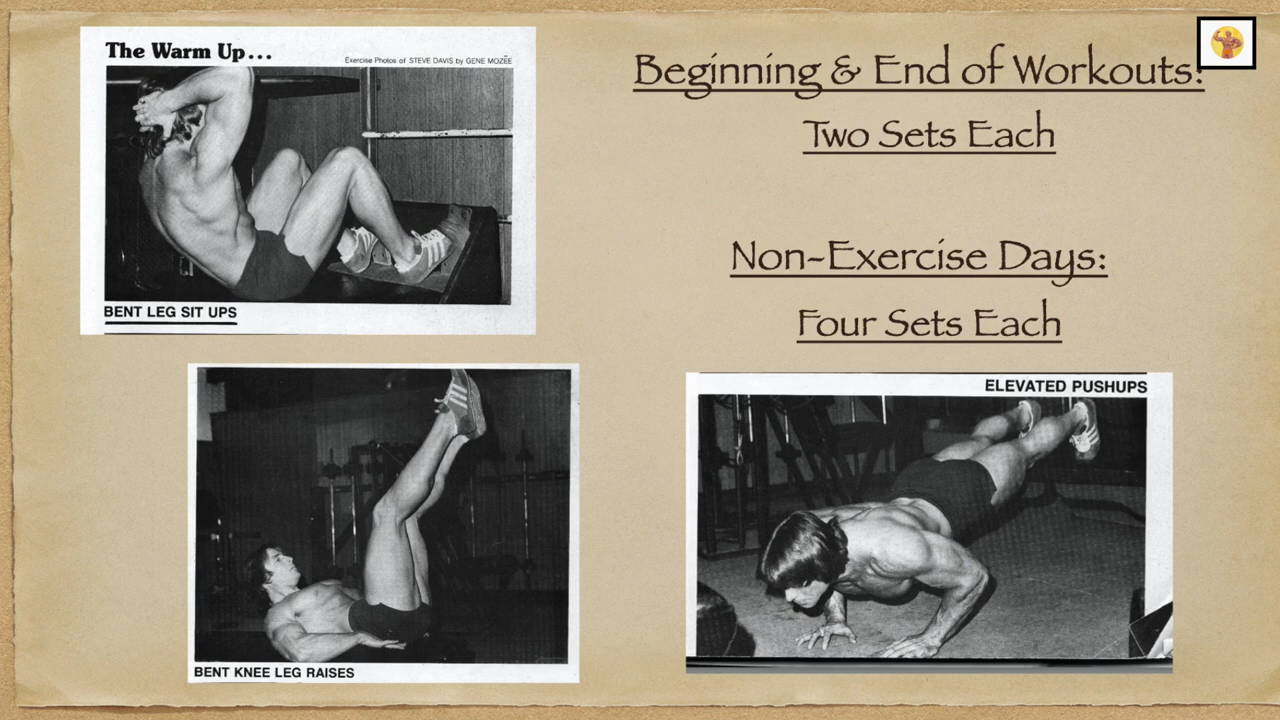 The Warm Up...
Exercise Photos of STEVE DAVIS by GENE MOZEE
BENT LEG SIT UPS
Beginning & End of Workouts:
Two Sets Each
Non-Exercise Days:
Four Sets Each
BENT KNEE LEG RAISES
ELEVATED PUSHUPS